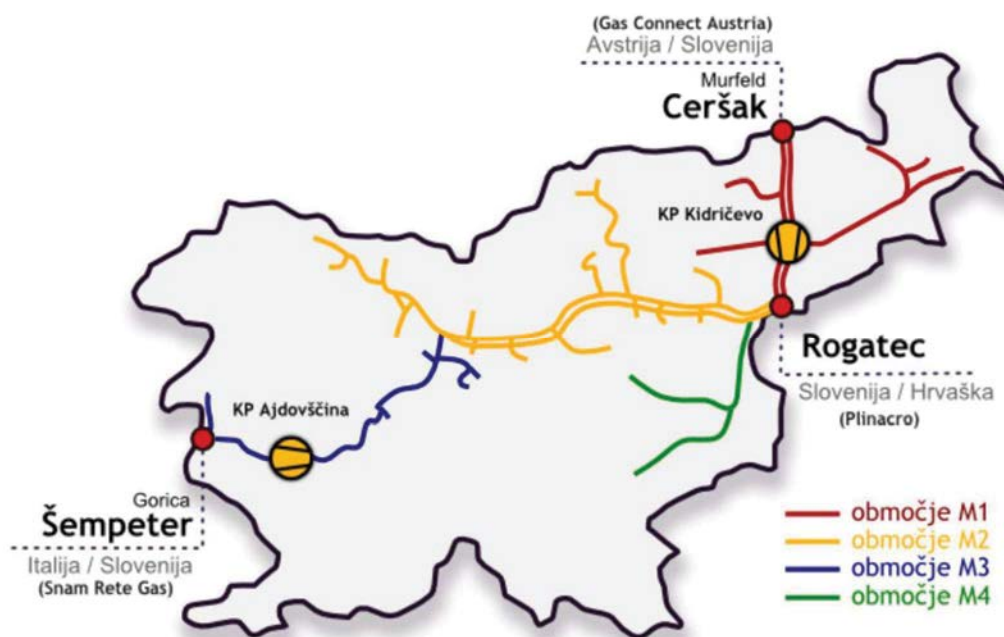 (Gas Connect Austria)
Avstrija / Slovenija
Murfeld
Ceršak
KP Kidričevo
Rogatec
Slovenija / Hrvaška
(Plinacro)
KP Ajdovščina
Gorica
Šempeter
Italija / Slovenija
(Snam Rete Gas)
območje M1
območje M2
območje M3
območje M4